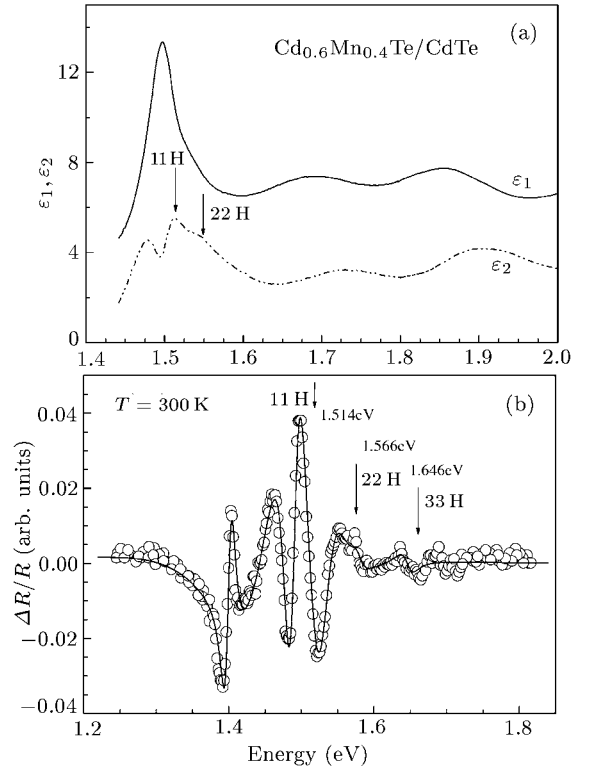 (a)
Cd0.6Mn0.4Te/CdTe
12
8
4
0
ε1, ε2
11 H
22 H
ε1
ε2
1.4 1.5 1.6 1.7 1.8 1.9 2.0
(b)
T = 300 K
11 H
1.514eV
1.566eV
22 H
1.646eV
33 H
0.04
0.02
0.00
−0.02
−0.04
ΔR/R (arb. units)
1.2 1.4 1.6 1.8
Energy (eV)